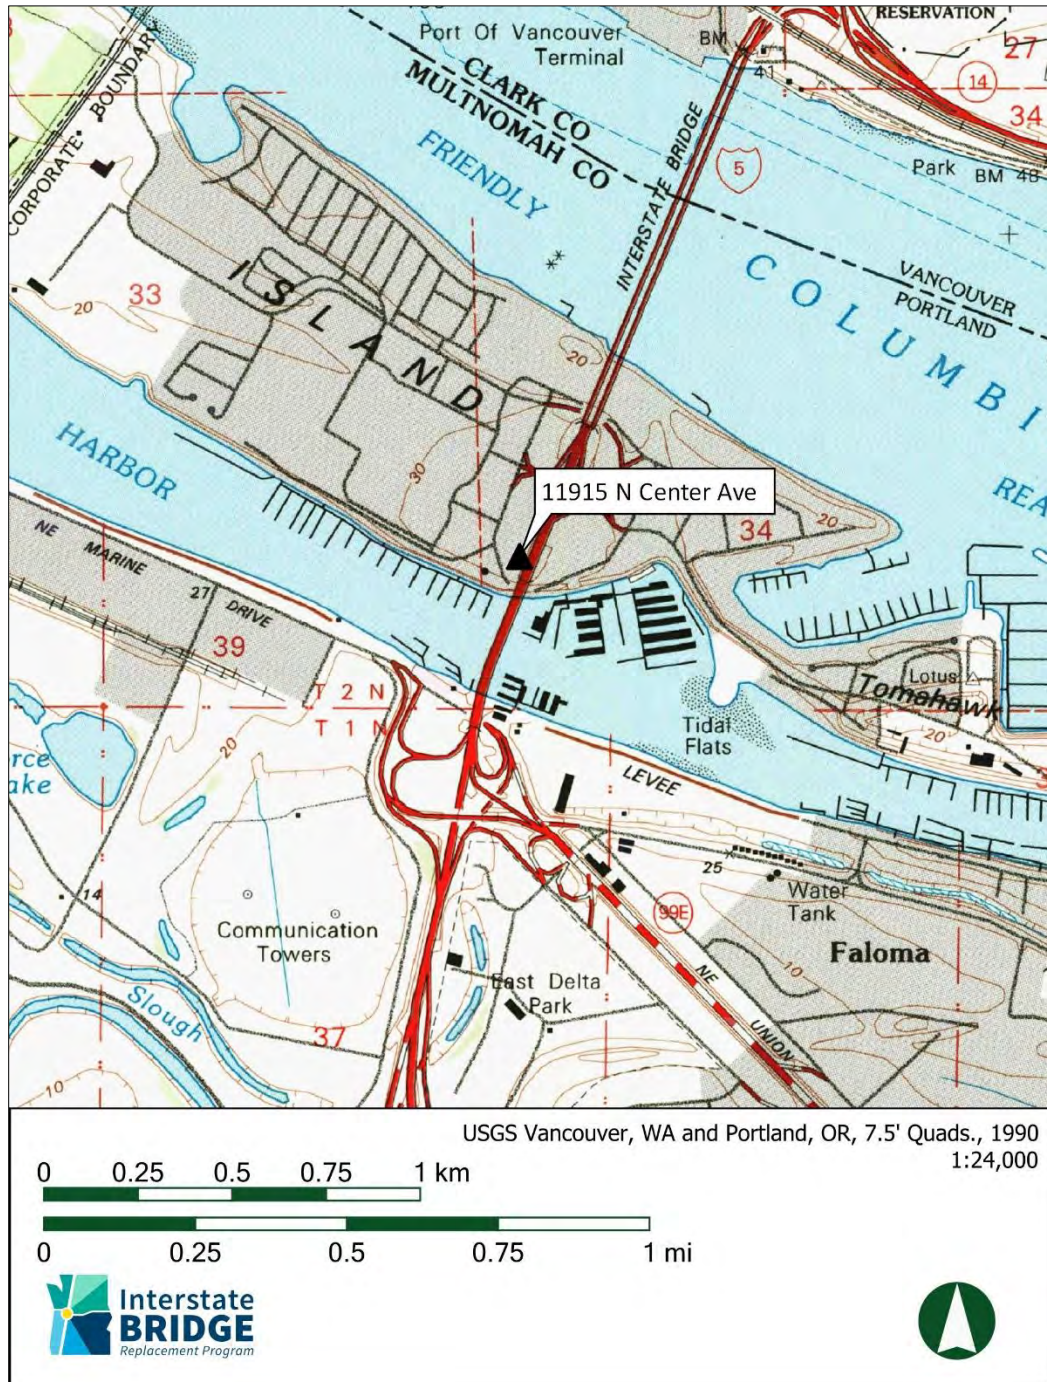 Port Of Vancouver
Terminal
BM
41
RESERVATION
27
14
34
Park
BM 48
CORPORATE BOUNDARY
CLARK CO
MULTNOMAH CO
FRIENDLY
INTERSTATE BRIDGE
5
VANCOUVER
PORTLAND
COLUMBI
REA
33
20
ISLAND
20
30
HARBOR
11915 N Center Ave
34
20
NE MARINE DRIVE
27
39
T 2 N
T 1 N
20
rce
ake
Lotus
Tomahawk
20
Tidal
Flats
LEVEE
14
25
Water
Tank
99E
Faloma
Communication
Towers
East Delta
Park
10
NE UNION
Slough
37
10
USGS Vancouver, WA and Portland, OR, 7.5' Quads., 1990
1:24,000
0 0.25 0.5 0.75 1 km
0 0.25 0.5 0.75 1 mi
Interstate
BRIDGE
Replacement Program